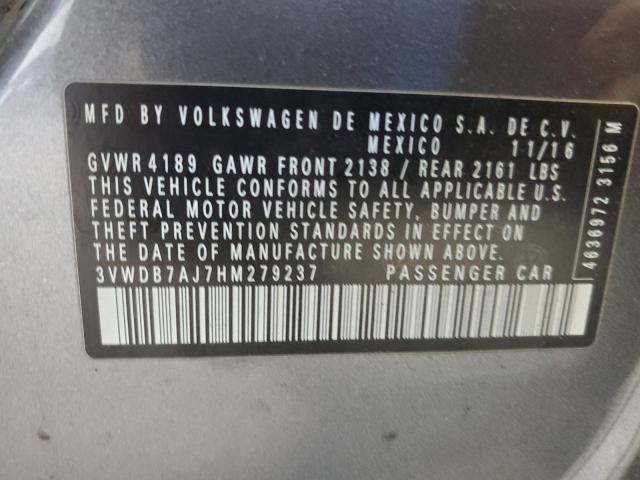 MFD BY VOLKSWAGEN DE MEXICO S.A. DE C.V.
MEXICO 11/16
GVWR 4189 GAWR FRONT 2138 / REAR 2161 LBS
THIS VEHICLE CONFORMS TO ALL APPLICABLE U.S.
FEDERAL MOTOR VEHICLE SAFETY, BUMPER AND
THEFT PREVENTION STANDARDS IN EFFECT ON
THE DATE OF MANUFACTURE SHOWN ABOVE.
3VWDB7AJ7HM279237 PASSENGER CAR
4636972 3156 M